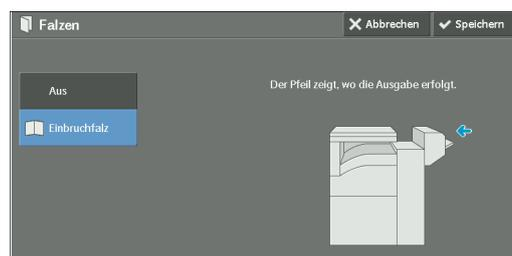 Falzen
Abbrechen
Speichern
Aus
Einbruchfalz
Der Pfeil zeigt, wo die Ausgabe erfolgt.